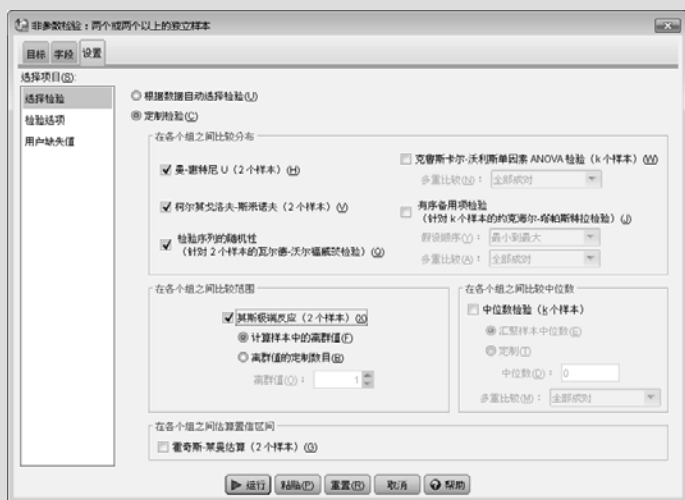 非参数检验：两个或两个以上的独立样本
目标 字段 设置
选择项目(S):
选择检验
检验选项
用户缺失值
根据数据自动选择检验(U)
定制检验(C)
在各个组之间比较分布
曼-惠特尼 U（2 个样本）(H)
克鲁斯卡尔-沃利斯单因素 ANOVA 检验（k 个样本）(W)
多重比较(N)： 全部成对
柯尔莫戈洛夫-斯米诺夫（2 个样本）(V)
有序备用项检验
（针对 k 个样本的约克海尔-塔帕斯特拉检验）(J)
假设顺序(Y)： 最小到最大
多重比较(A)： 全部成对
检验序列的随机性
（针对 2 个样本的瓦尔德-沃尔福威茨检验）(Q)
在各个组之间比较范围
莫斯极端反应（2 个样本）(X)
计算样本中的离群值(F)
离群值的定制数目(B)
离群值(O)： 1
在各个组之间比较中位数
中位数检验（k 个样本）
汇聚样本中位数(E)
定制(T)
中位数(D)： 0
多重比较(M)： 全部成对
在各个组之间估算置信区间
霍奇斯-莱曼估算（2 个样本）(G)
运行 粘贴(P) 重置(R) 取消 帮助